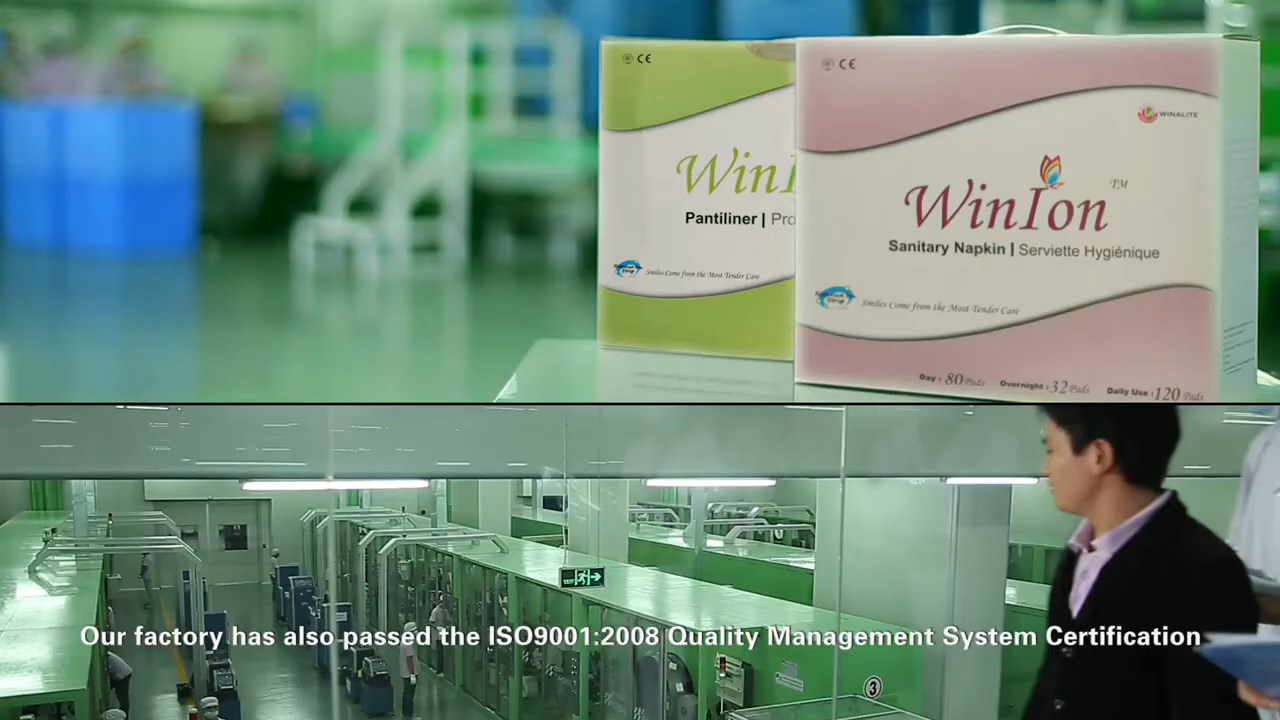 CE
WinI
Pantiliner | Pro
Smiles Come from the Most Tender Care
CE
WINALITE
WinIon TM
Sanitary Napkin | Serviette Hygiénique
Smiles Come from the Most Tender Care
Day : 80 Pads Overnight : 32 Pads Daily Use : 120 Pads
Our factory has also passed the ISO9001:2008 Quality Management System Certification
3